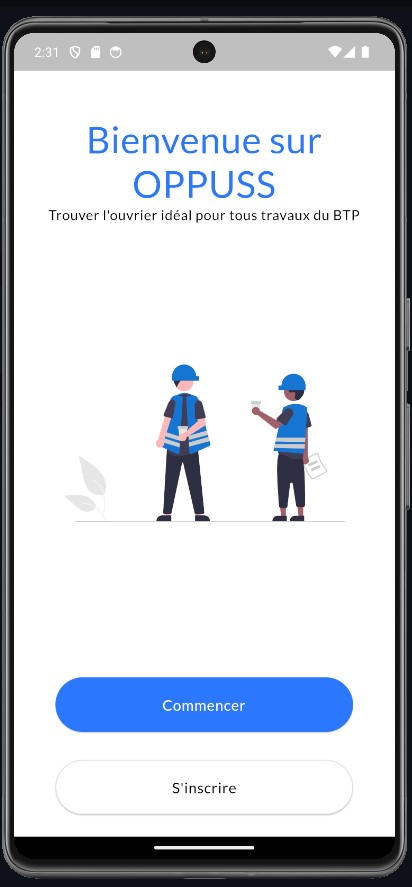 2:31
Bienvenue sur
OPPUSS
Trouver l'ouvrier idéal pour tous travaux du BTP
Commencer
S'inscrire